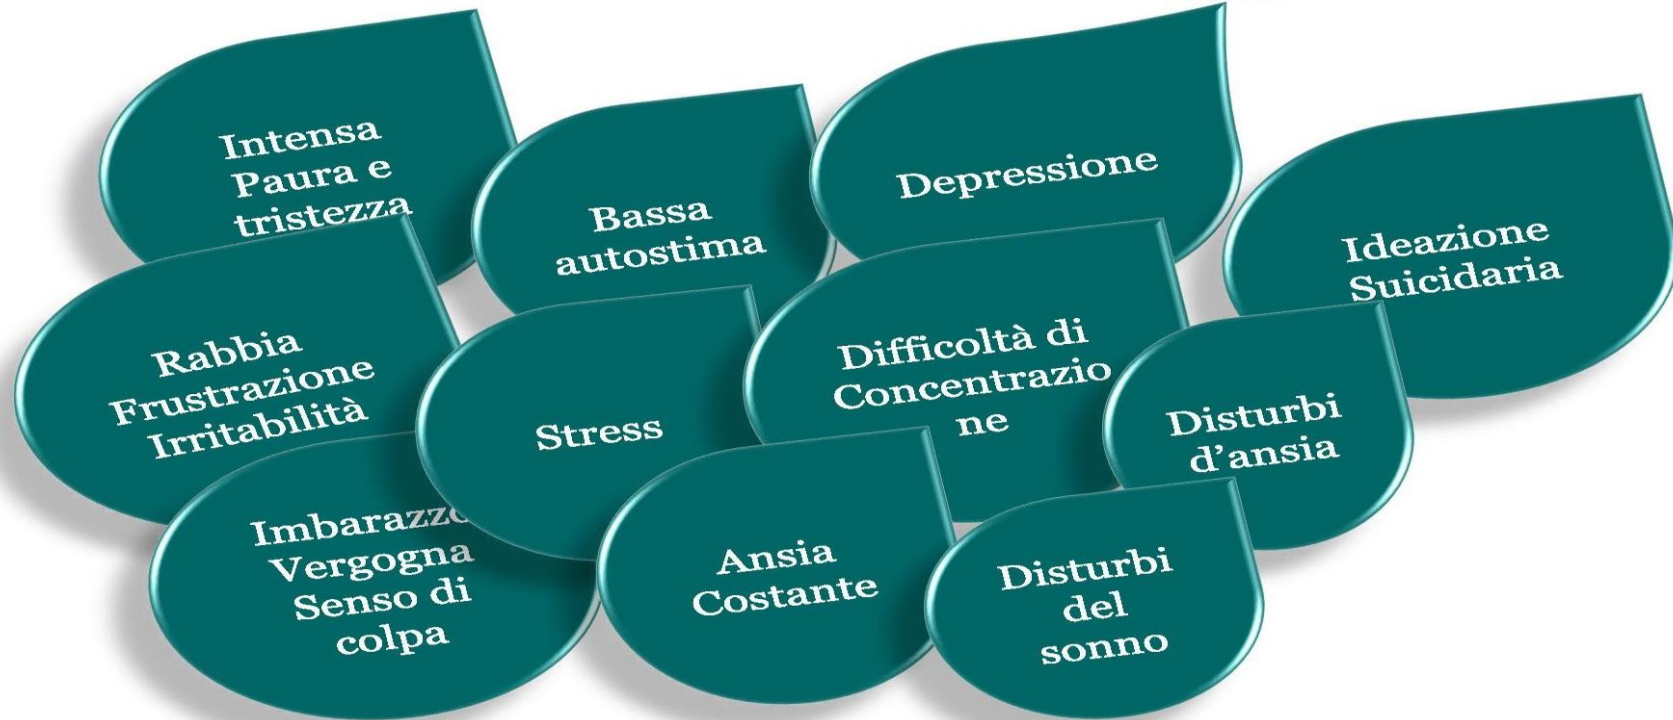 Intensa
Paura e
tristezza
Bassa
autostima
Depressione
Ideazione
Suicidaria
Rabbia
Frustrazione
Irritabilità
Stress
Difficoltà di
Concentrazio
ne
Disturbi
d’ansia
Imbarazzo
Vergogna
Senso di
colpa
Ansia
Costante
Disturbi
del
sonno